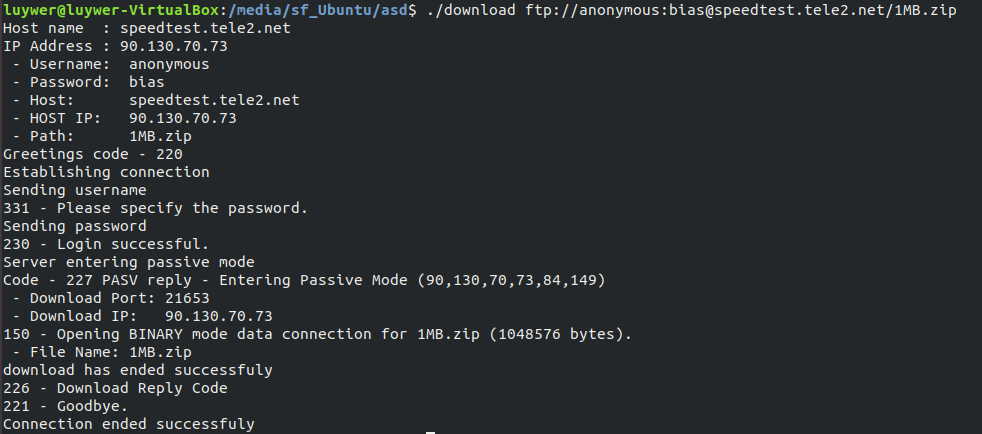 luywer@luywer-VirtualBox:/media/sf_Ubuntu/asd$ ./download ftp://anonymous:bias@speedtest.tele2.net/1MB.zip
Host name  : speedtest.tele2.net
IP Address : 90.130.70.73
 - Username:  anonymous
 - Password:  bias
 - Host:      speedtest.tele2.net
 - HOST IP:   90.130.70.73
 - Path:      1MB.zip
Greetings code - 220
Establishing connection
Sending username
331 - Please specify the password.
Sending password
230 - Login successful.
Server entering passive mode
Code - 227 PASV reply - Entering Passive Mode (90,130,70,73,84,149)
 - Download Port: 21653
 - Download IP:   90.130.70.73
150 - Opening BINARY mode data connection for 1MB.zip (1048576 bytes).
 - File Name: 1MB.zip
download has ended successfuly
226 - Download Reply Code
221 - Goodbye.
Connection ended successfuly